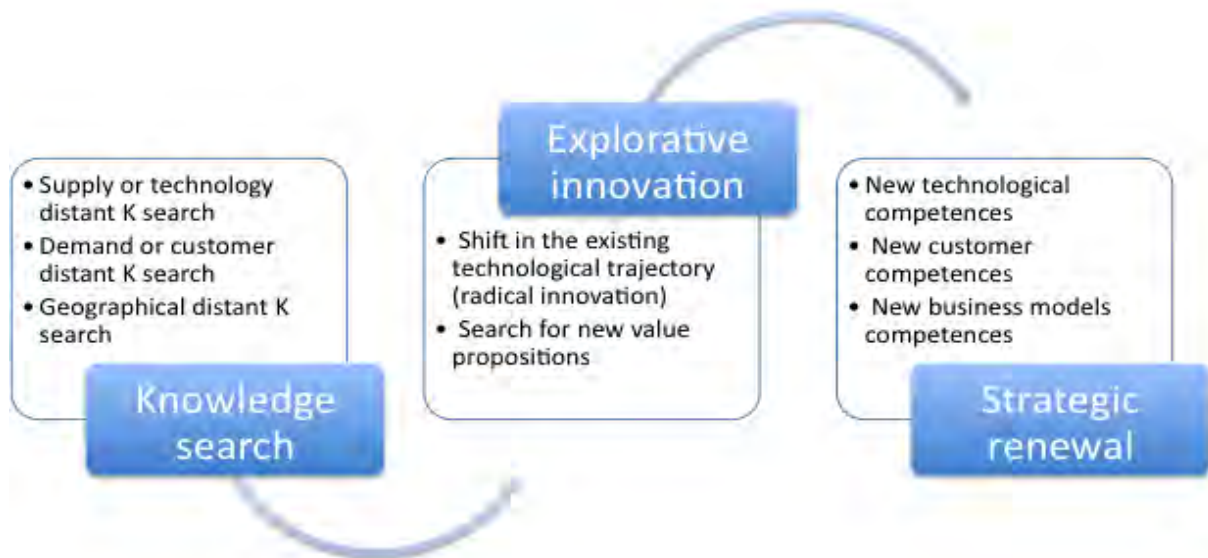 • Supply or technology
distant K search
• Demand or customer
distant K search
• Geographical distant K
search
Knowledge
search
Explorative
innovation
• Shift in the existing
technological trajectory
(radical innovation)
• Search for new value
propositions
• New technological
competences
• New customer
competences
• New business models
competences
Strategic
renewal